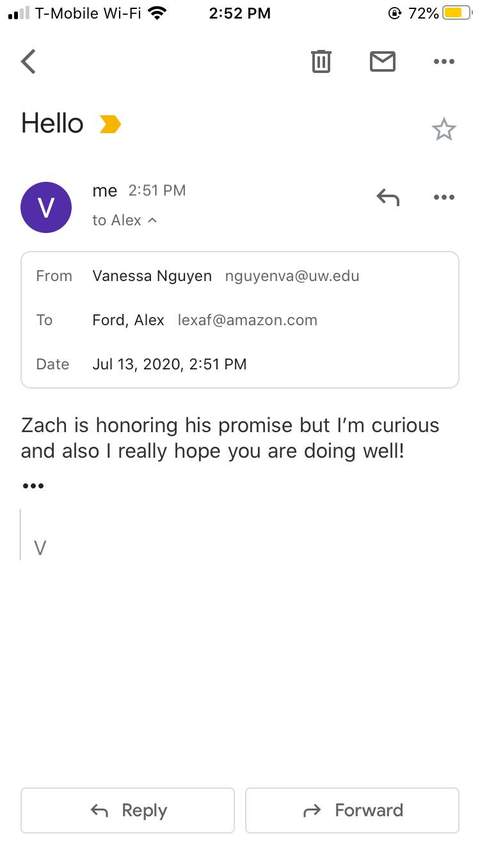 T-Mobile Wi-Fi 2:52 PM 72%
Hello
V
me 2:51 PM
to Alex
From Vanessa Nguyen nguyenva@uw.edu
To Ford, Alex lexaf@amazon.com
Date Jul 13, 2020, 2:51 PM
Zach is honoring his promise but I'm curious
and also I really hope you are doing well!
•••
V
Reply Forward